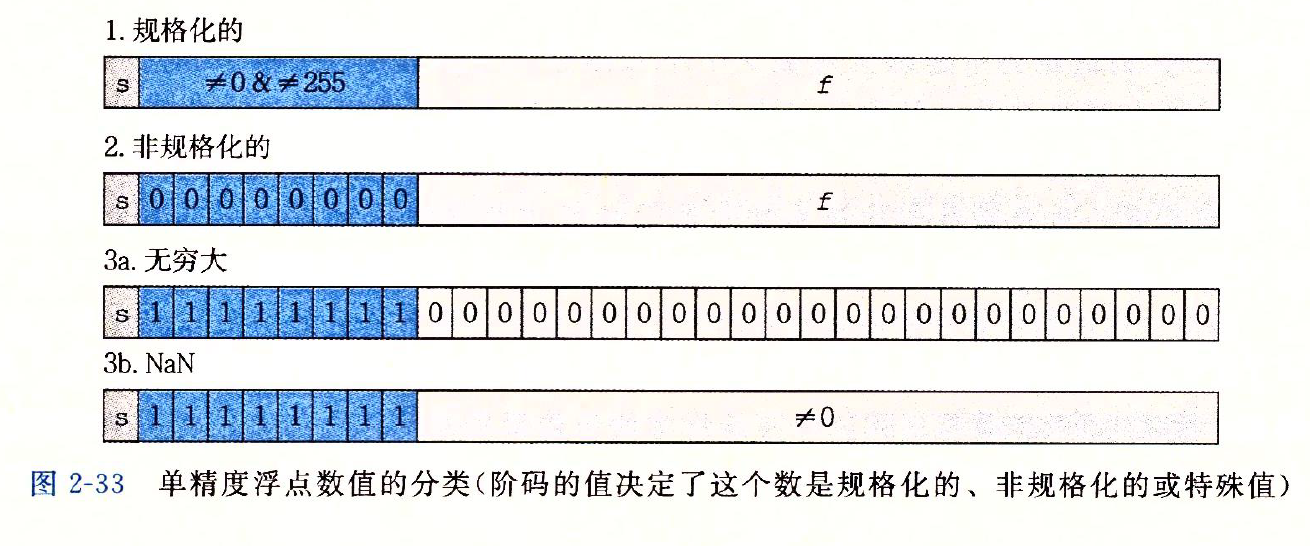 1. 规格化的
s ≠0 & ≠255 f
2. 非规格化的
s 0 0 0 0 0 0 0 0 f
3a. 无穷大
s 1 1 1 1 1 1 1 1 0 0 0 0 0 0 0 0 0 0 0 0 0 0 0 0 0 0 0 0 0 0 0
3b. NaN
s 1 1 1 1 1 1 1 1 ≠0
图 2-33 单精度浮点数值的分类(阶码的值决定了这个数是规格化的、非规格化的或特殊值)